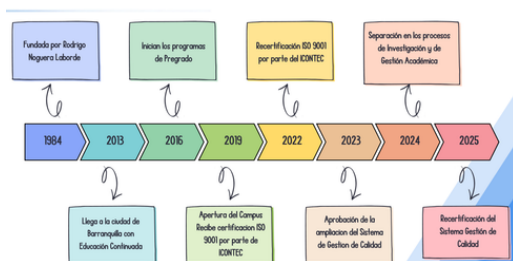 Fundada por Rodrigo
Noguera Laborde
Inician los programas
de Pregrado
Recertificación ISO 9001
por parte del ICONTEC
Separación en los procesos
de Investigación y de
Gestión Académica
1984
2013
2016
2019
2022
2023
2024
2025
Llega a la ciudad de
Barranquilla con
Educación Continuada
Apertura del Campus
Recibe certificacion ISO
9001 por parte de
ICONTEC
Aprobación de la
ampliacion del Sistema
de Gestion de Calidad
Recertificación del
Sistema Gestión de
Calidad